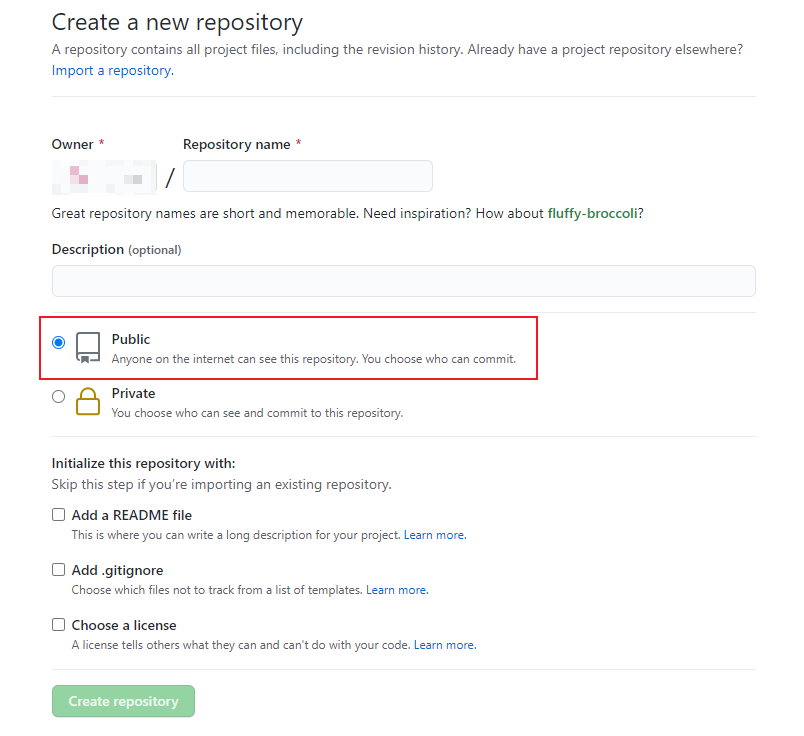 Create a new repository
A repository contains all project files, including the revision history. Already have a project repository elsewhere?
Import a repository.
Owner * Repository name *
/
Great repository names are short and memorable. Need inspiration? How about fluffy-broccoli?
Description (optional)
Public
Anyone on the internet can see this repository. You choose who can commit.
Private
You choose who can see and commit to this repository.
Initialize this repository with:
Skip this step if you're importing an existing repository.
Add a README file
This is where you can write a long description for your project. Learn more.
Add .gitignore
Choose which files not to track from a list of templates. Learn more.
Choose a license
A license tells others what they can and can't do with your code. Learn more.
Create repository